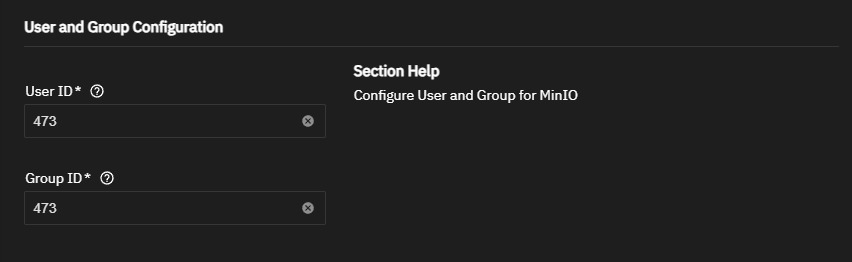 User and Group Configuration
User ID*
473
Group ID*
473
Section Help
Configure User and Group for MinIO